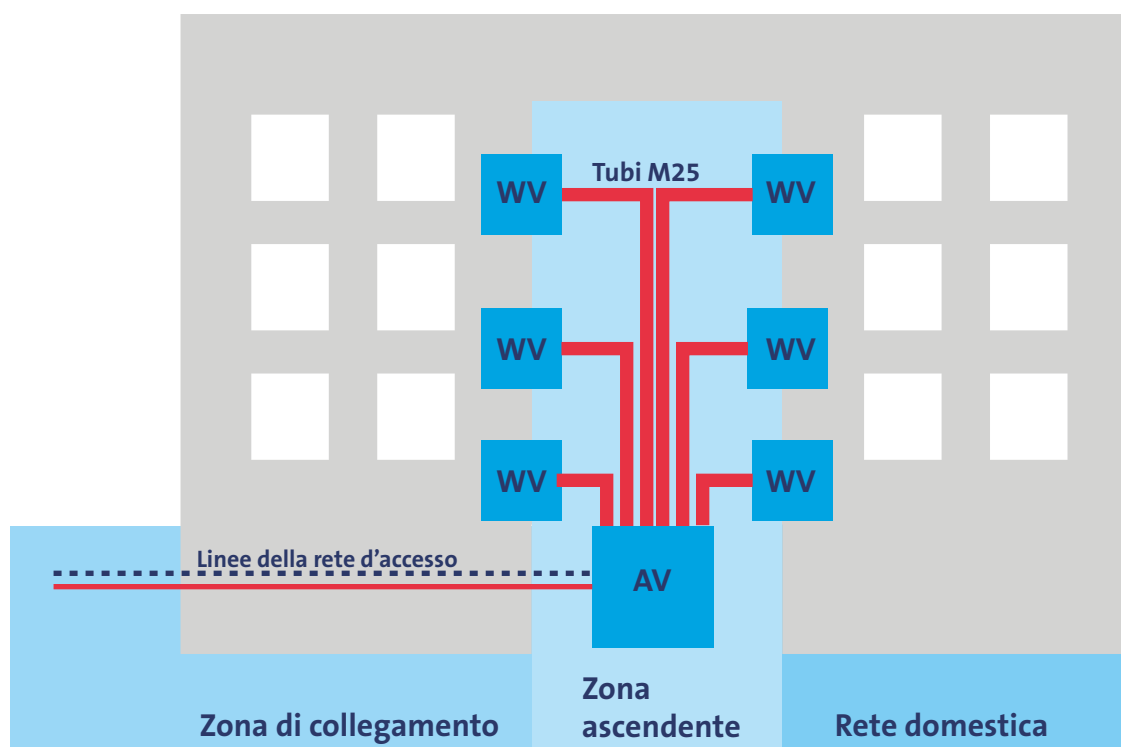 Tubi M25
WV
WV
WV
WV
WV
WV
Linee della rete d’accesso
AV
Zona di collegamento
Zona
ascendente
Rete domestica